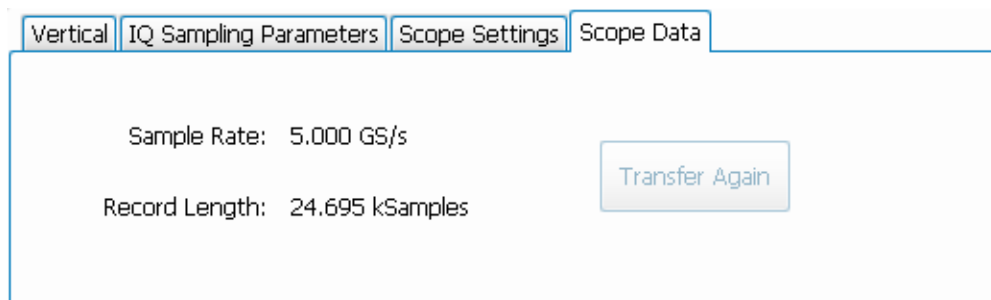 Vertical IQ Sampling Parameters Scope Settings Scope Data
Sample Rate: 5.000 GS/s
Transfer Again
Record Length: 24.695 kSamples